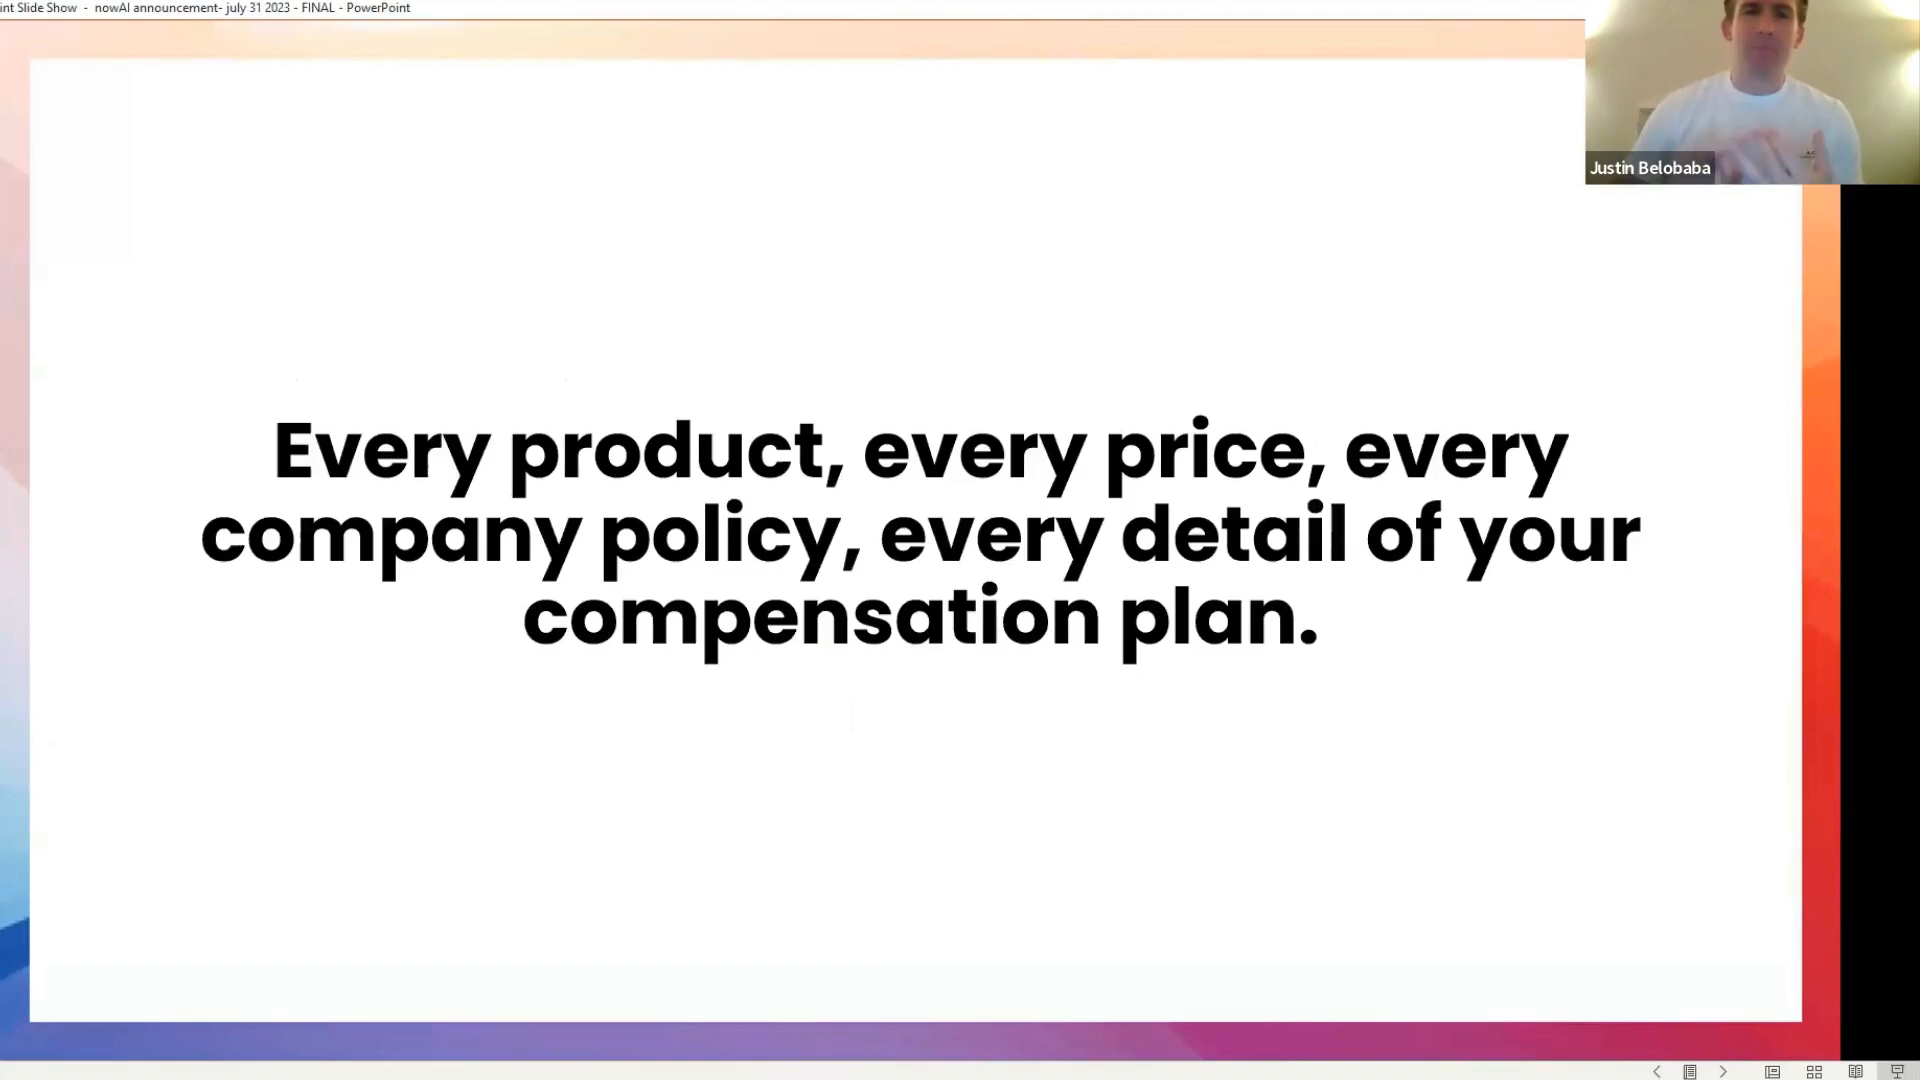 int Slide Show - nowAI announcement- july 31 2023 - FINAL - PowerPoint
Justin Belobaba
Every product, every price, every
company policy, every detail of your
compensation plan.